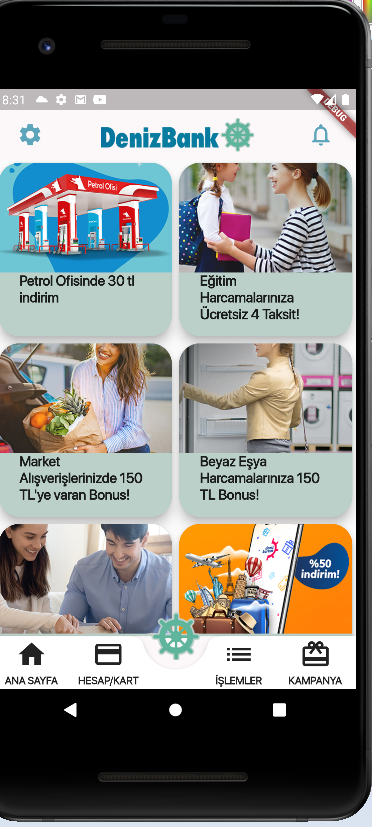 8:31
DEBUG
DenizBank
Petrol Ofisi
Petrol Ofisinde 30 tl
indirim
Eğitim
Harcamalarınıza
Ücretsiz 4 Taksit!
Market
Alışverişlerinizde 150
TL'ye varan Bonus!
Beyaz Eşya
Harcamalarınıza 150
TL Bonus!
%50
indirim!
ANA SAYFA
HESAP/KART
İŞLEMLER
KAMPANYA